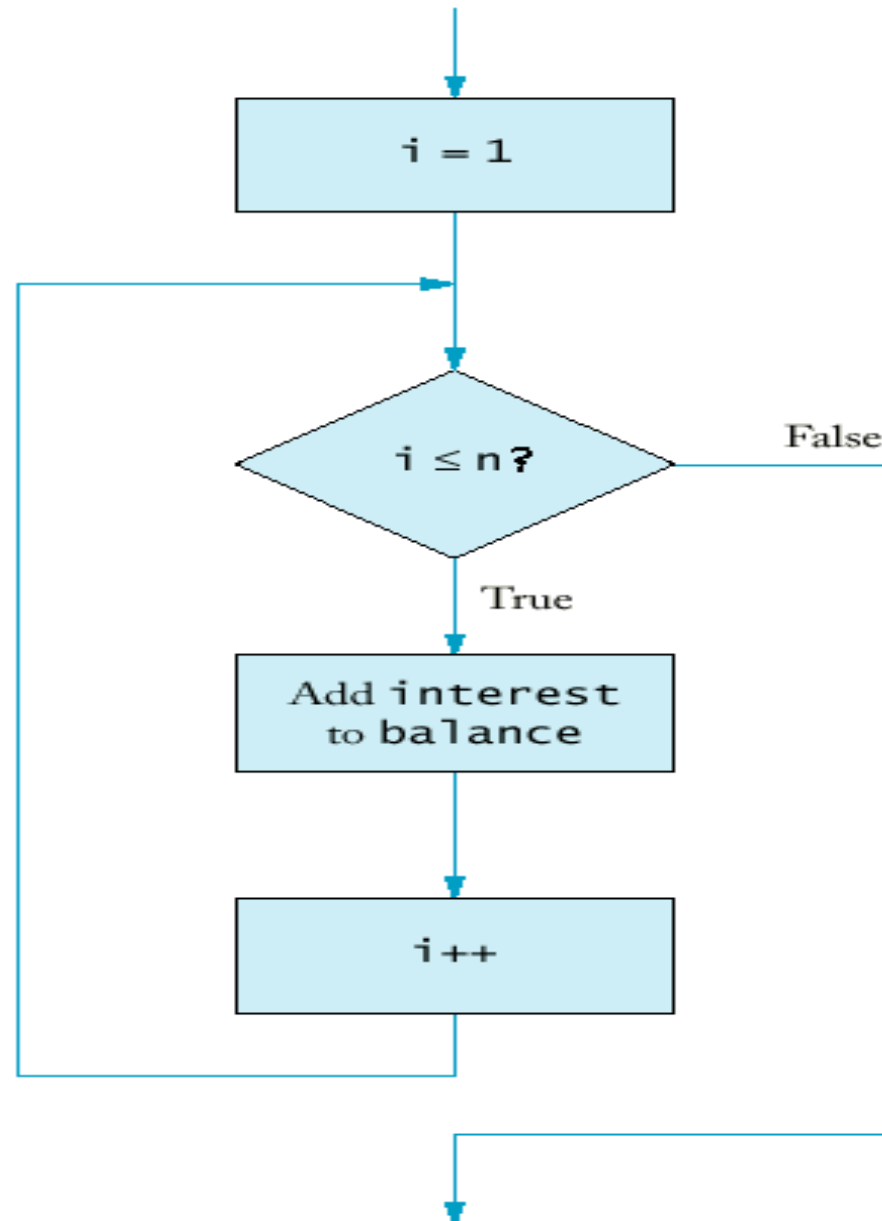 i = 1
i ≤ n?
False
True
Add interest
to balance
i++